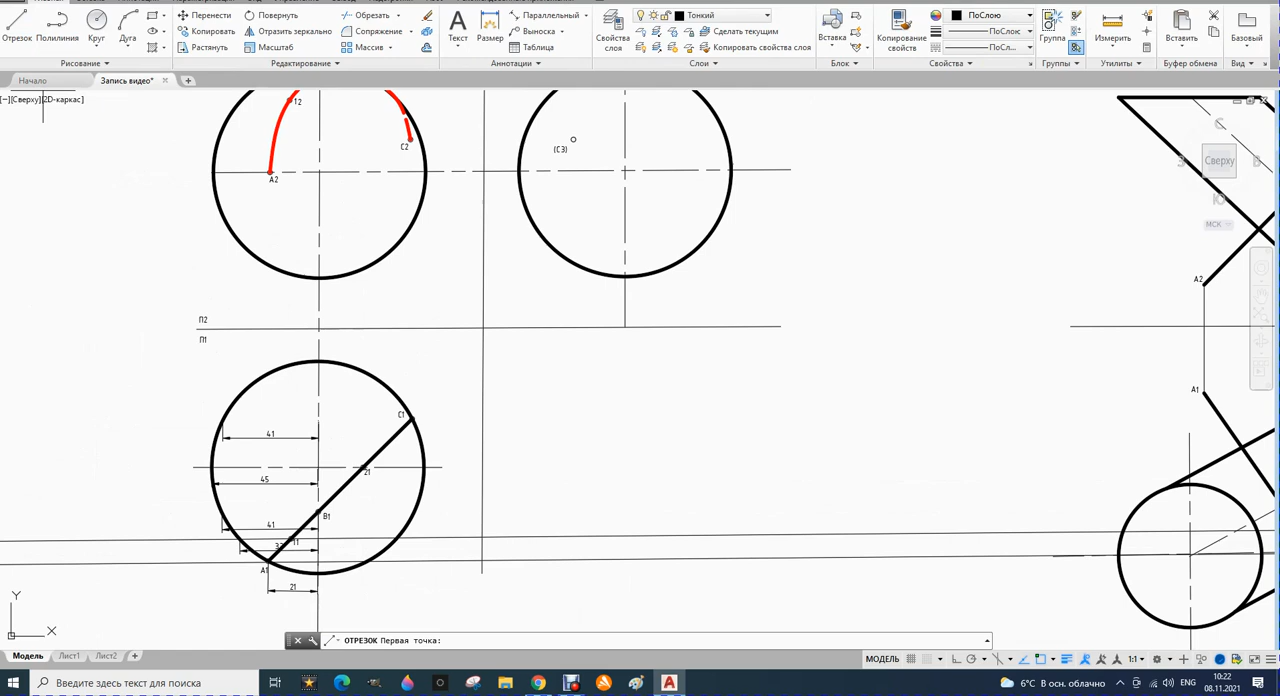 Отрезок Полилиния Круг Дуга
Перенести Повернуть Обрезать
Копировать Отразить зеркально Сопряжение
Растянуть Масштаб Массив
Текст Размер
Параллельный
Выноска
Таблица
Свойства слоя
Тонкий
Сделать текущим
Копировать свойства слоя
Вставка
Копирование свойств
ПоСлою
ПоСлою
ПоСл...
Группа
Измерить
Вставить
Базовый
Рисование Редактирование Аннотации Слои Блок Свойства Группы Утилиты Буфер обмена Вид
Начало Запись видео*
[−][Сверху][2D-каркас]
12
C2
A2
(C3)
С
З Сверху В
Ю
МСК
A2
П2
П1
A1
C1
41
21
45
B1
41
11
A1
21
Y
X
ОТРЕЗОК Первая точка:
Модель Лист1 Лист2 +
МОДЕЛЬ 1:1
Введите здесь текст для поиска
6°C В осн. облачно
ENG
10:22
08.11.2021